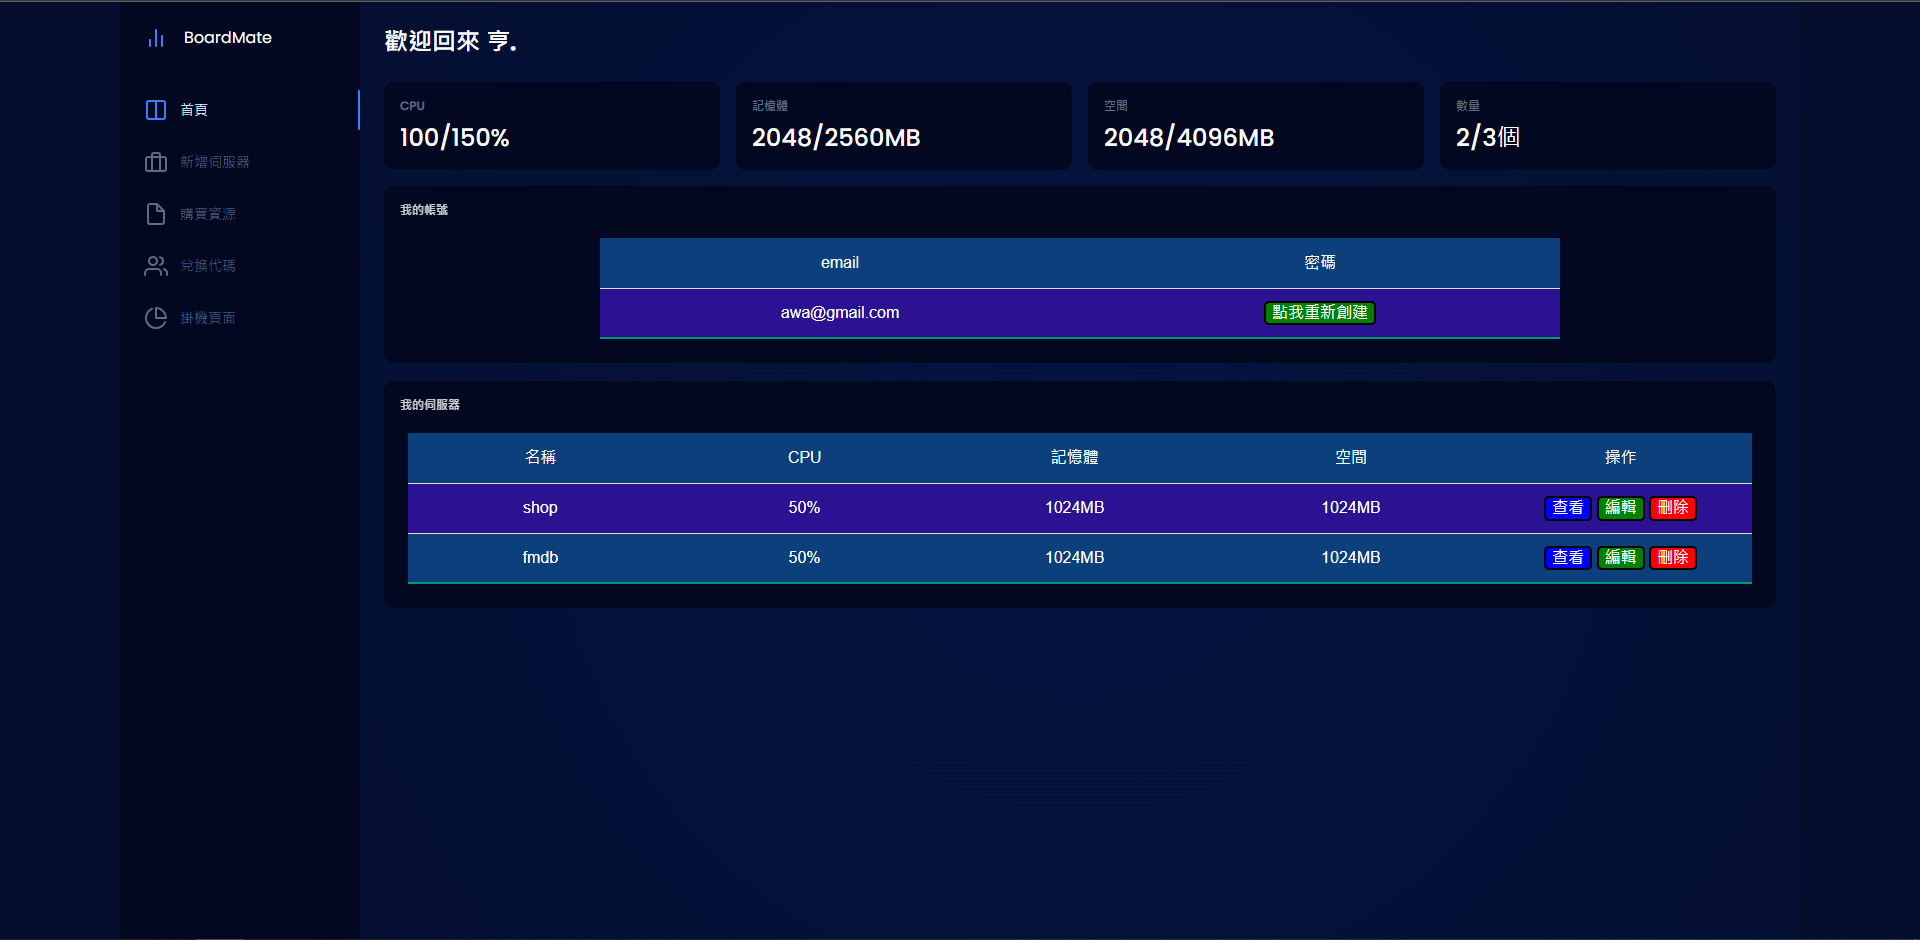 BoardMate
首頁
新增伺服器
購買資源
兌換代碼
掛機頁面
歡迎回來 亨.
CPU
100/150%
記憶體
2048/2560MB
空間
2048/4096MB
數量
2/3個
我的帳號
email 密碼
awa@gmail.com 點我重新創建
我的伺服器
名稱 CPU 記憶體 空間 操作
shop 50% 1024MB 1024MB 查看 編輯 刪除
fmdb 50% 1024MB 1024MB 查看 編輯 刪除